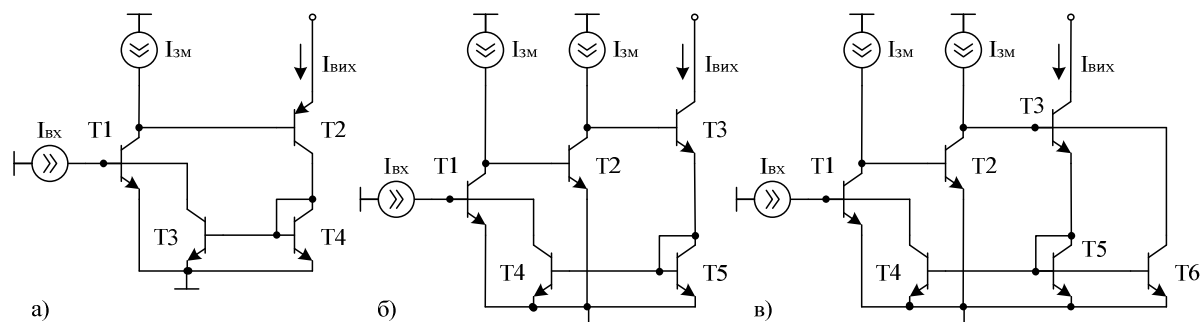 Iзм
Iвих
Iвх
T1
T2
T3
T4
а)
Iзм
Iзм
Iвих
Iвх
T1
T2
T3
T4
T5
б)
Iзм
Iзм
Iвих
Iвх
T1
T2
T3
T4
T5
T6
в)